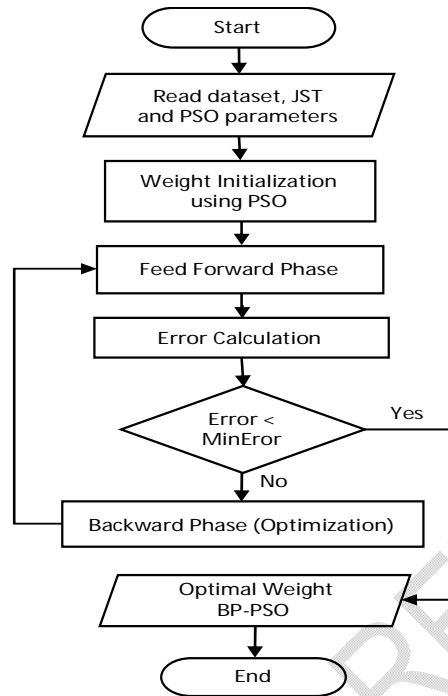 Start
Read dataset, JST
and PSO parameters
Weight Initialization
using PSO
Feed Forward Phase
Error Calculation
Error <
MinEror
Yes
No
Backward Phase (Optimization)
Optimal Weight
BP-PSO
End